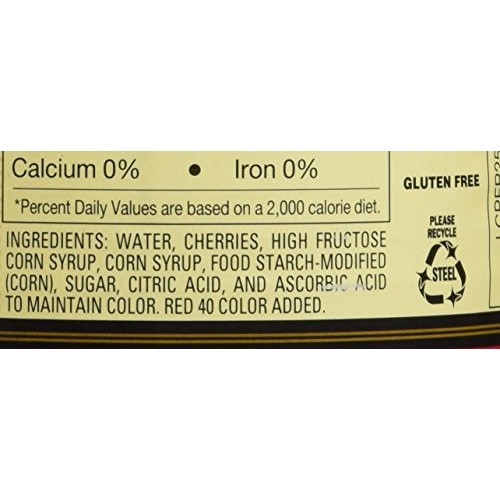 Calcium 0% • Iron 0%
*Percent Daily Values are based on a 2,000 calorie diet.
INGREDIENTS: WATER, CHERRIES, HIGH FRUCTOSE
CORN SYRUP, CORN SYRUP, FOOD STARCH-MODIFIED
(CORN), SUGAR, CITRIC ACID, AND ASCORBIC ACID
TO MAINTAIN COLOR. RED 40 COLOR ADDED.
GLUTEN FREE
PLEASE
RECYCLE
STEEL